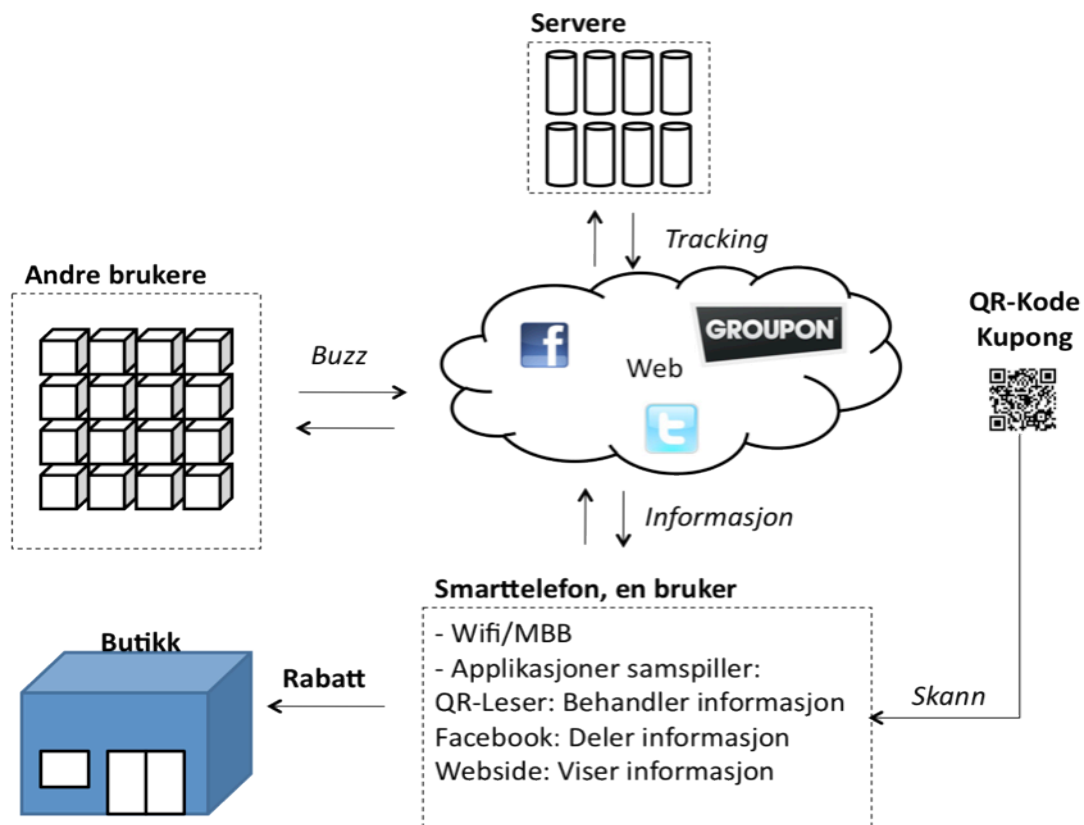 Servere
Tracking
Andre brukere
Buzz
f
GROUPON
Web
t
QR-Kode
Kupong
Informasjon
Smarttelefon, en bruker
- Wifi/MBB
- Applikasjoner samspiller:
QR-Leser: Behandler informasjon
Facebook: Deler informasjon
Webside: Viser informasjon
Skann
Butikk
Rabatt